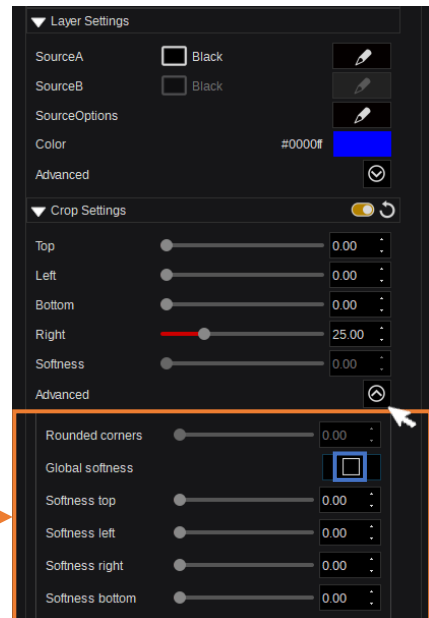 Layer Settings
SourceA Black
SourceB Black
SourceOptions
Color #0000ff
Advanced
Crop Settings
Top 0.00
Left 0.00
Bottom 0.00
Right 25.00
Softness 0.00
Advanced
Rounded corners 0.00
Global softness
Softness top 0.00
Softness left 0.00
Softness right 0.00
Softness bottom 0.00